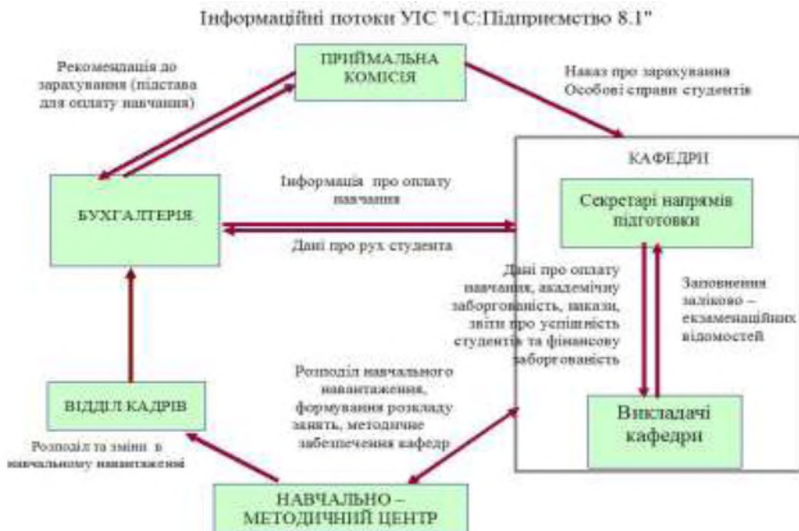 Інформаційні потоки УІС "1С:Підприємство 8.1"
ПРИЙМАЛЬНА
КОМІСІЯ
Рекомендація до
зарахування (підстава
для оплату навчання)
Наказ про зарахування
Особові справи студентів
КАФЕДРИ
БУХГАЛТЕРІЯ
Інформація про оплату
навчання
Дані про рух студента
Секретарі напрямів
підготовки
Дані про оплату
навчання, академічну
заборгованість, накази,
звіти про успішність
студентів та фінансову
заборгованість
Заповнення
заліково –
екзаменаційних
відомостей
ВІДДІЛ КАДРІВ
Розподіл навчального
навантаження,
формування розкладу
занять, методичне
забезпечення кафедр
Викладачі
кафедри
Розподіл та зміни в
навчальному навантаженні
НАВЧАЛЬНО –
МЕТОДИЧНИЙ ЦЕНТР